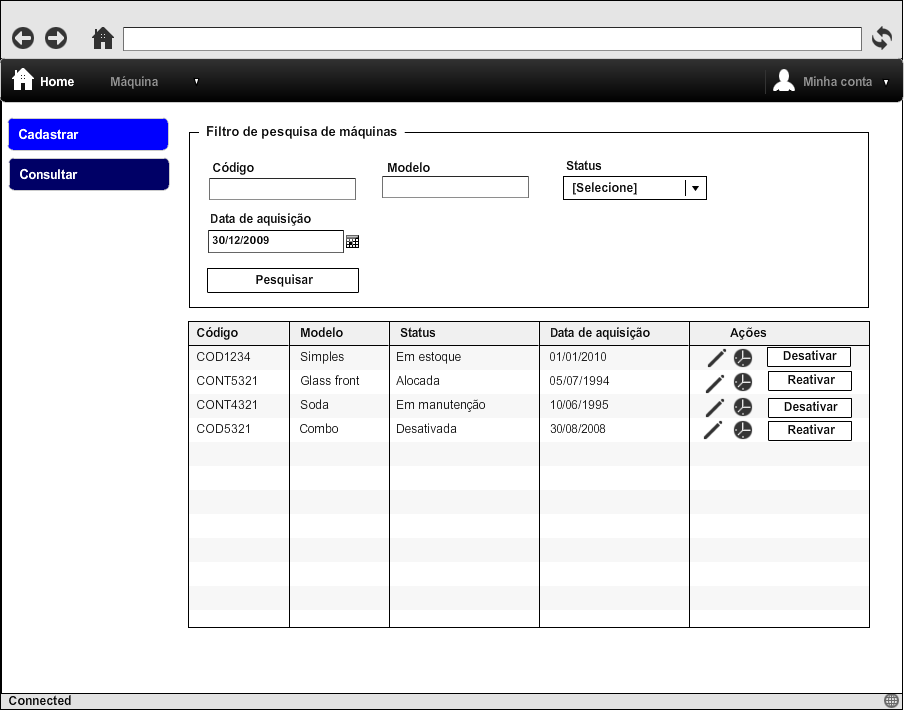 Home Máquina Minha conta
Cadastrar
Consultar
Filtro de pesquisa de máquinas
Código Modelo Status
[Selecione]
Data de aquisição
30/12/2009
Pesquisar
Código Modelo Status Data de aquisição Ações
COD1234 Simples Em estoque 01/01/2010 Desativar
CONT5321 Glass front Alocada 05/07/1994 Reativar
CONT4321 Soda Em manutenção 10/06/1995 Desativar
COD5321 Combo Desativada 30/08/2008 Reativar
Connected